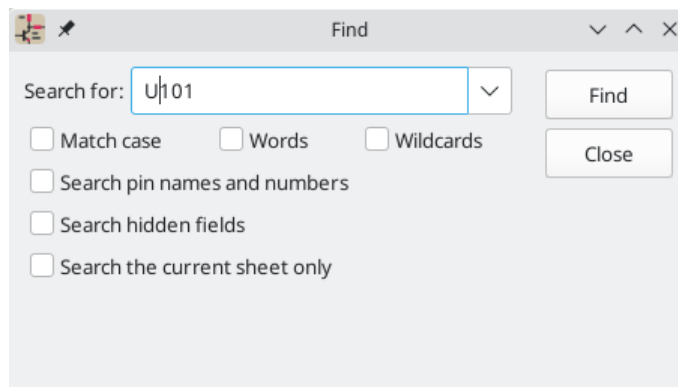 Find
Search for: U101 Find
Match case Words Wildcards Close
Search pin names and numbers
Search hidden fields
Search the current sheet only